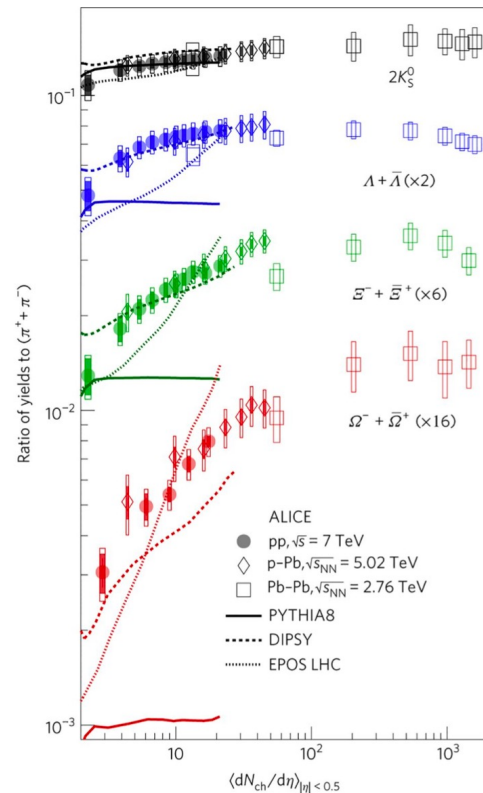 Ratio of yields to (π⁺ + π⁻)
10⁻¹
10⁻²
10⁻³
2K⁰S
Λ + Λ̅ (×2)
Ξ⁻ + Ξ̅⁺ (×6)
Ω⁻ + Ω̅⁺ (×16)
ALICE
pp, √s = 7 TeV
p–Pb, √sNN = 5.02 TeV
Pb–Pb, √sNN = 2.76 TeV
PYTHIA8
DIPSY
EPOS LHC
10 10² 10³
⟨dNch/dη⟩|η| < 0.5